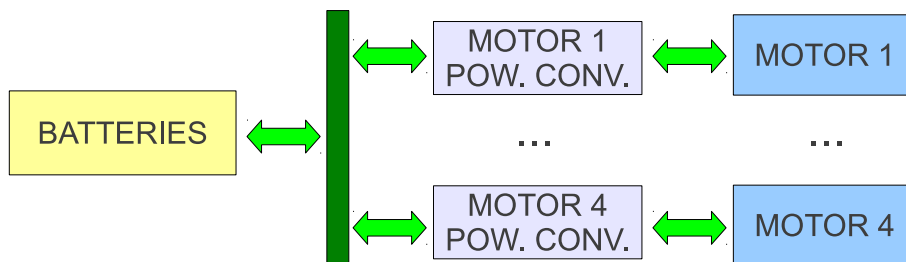 MOTOR 1
POW. CONV.
MOTOR 1
BATTERIES
...
...
MOTOR 4
POW. CONV.
MOTOR 4